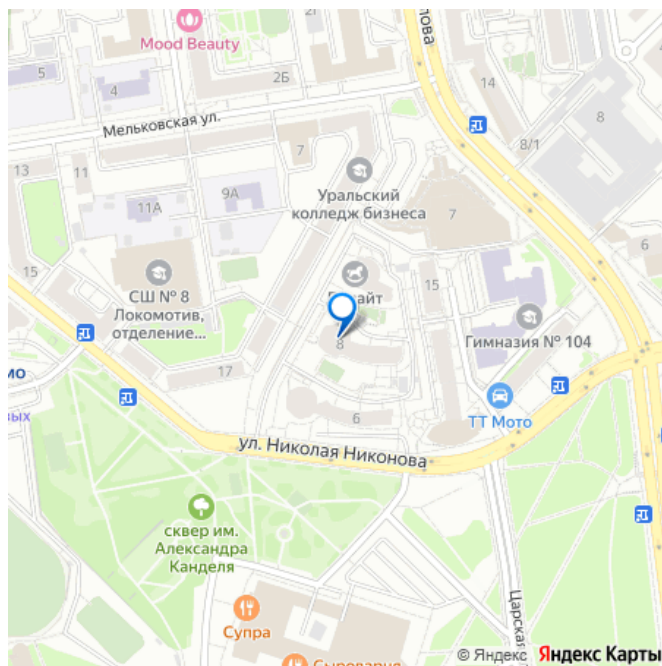 Mood Beauty
5
4
2Б
14
8
8/1
Мельковская ул.
7
13
11
9А
11А
Уральский
колледж бизнеса
7
6
15
15
СШ № 8
Локомотив,
отделение...
8
Гимназия № 104
17
ТТ Мото
6
ул. Николая Никонова
сквер им.
Александра
Канделя
Царская
Супра
© Яндекс Яндекс Карты